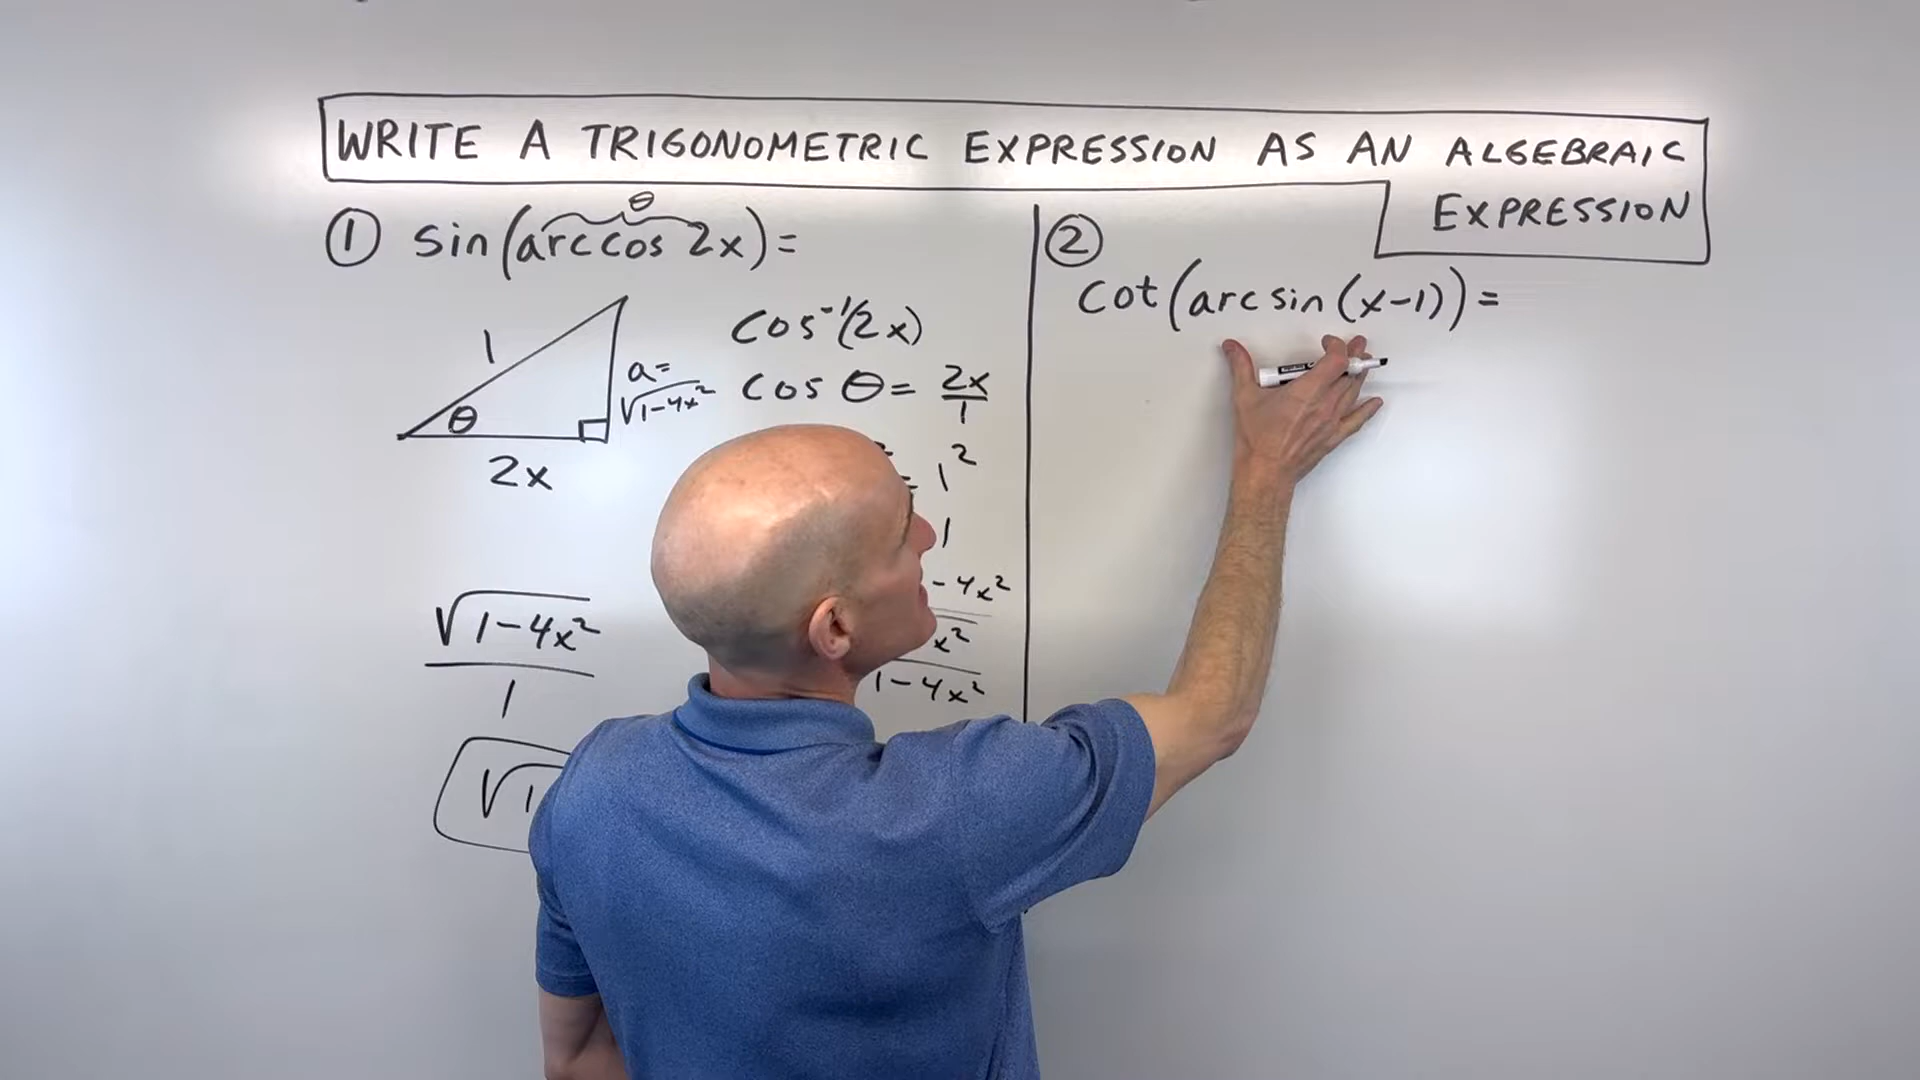 WRITE A TRIGONOMETRIC EXPRESSION AS AN ALGEBRAIC
EXPRESSION
① sin(arccos 2x)=
θ
1
θ
2x
a=
√1-4x²
cos⁻¹(2x)
cos θ = 2x/1
= 1²
1
-4x²
x²
1-4x²
√1-4x²
1
√1
②
cot(arcsin(x-1))=